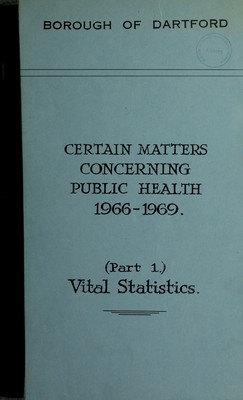 BOROUGH OF DARTFORD
CERTAIN MATTERS
CONCERNING
PUBLIC HEALTH
1966-1969.
(Part 1.)
Vital Statistics.